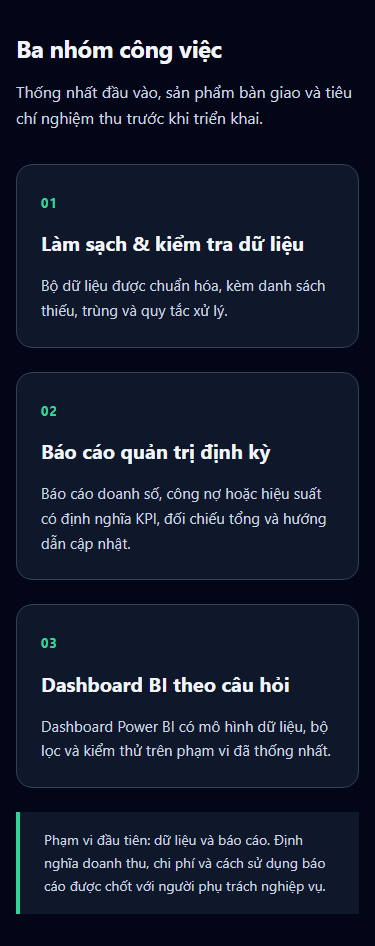 Ba nhóm công việc
Thống nhất đầu vào, sản phẩm bàn giao và tiêu
chí nghiệm thu trước khi triển khai.
01
Làm sạch & kiểm tra dữ liệu
Bộ dữ liệu được chuẩn hóa, kèm danh sách
thiếu, trùng và quy tắc xử lý.
02
Báo cáo quản trị định kỳ
Báo cáo doanh số, công nợ hoặc hiệu suất
có định nghĩa KPI, đối chiếu tổng và hướng
dẫn cập nhật.
03
Dashboard BI theo câu hỏi
Dashboard Power BI có mô hình dữ liệu, bộ
lọc và kiểm thử trên phạm vi đã thống nhất.
Phạm vi đầu tiên: dữ liệu và báo cáo. Định
nghĩa doanh thu, chi phí và cách sử dụng báo
cáo được chốt với người phụ trách nghiệp vụ.